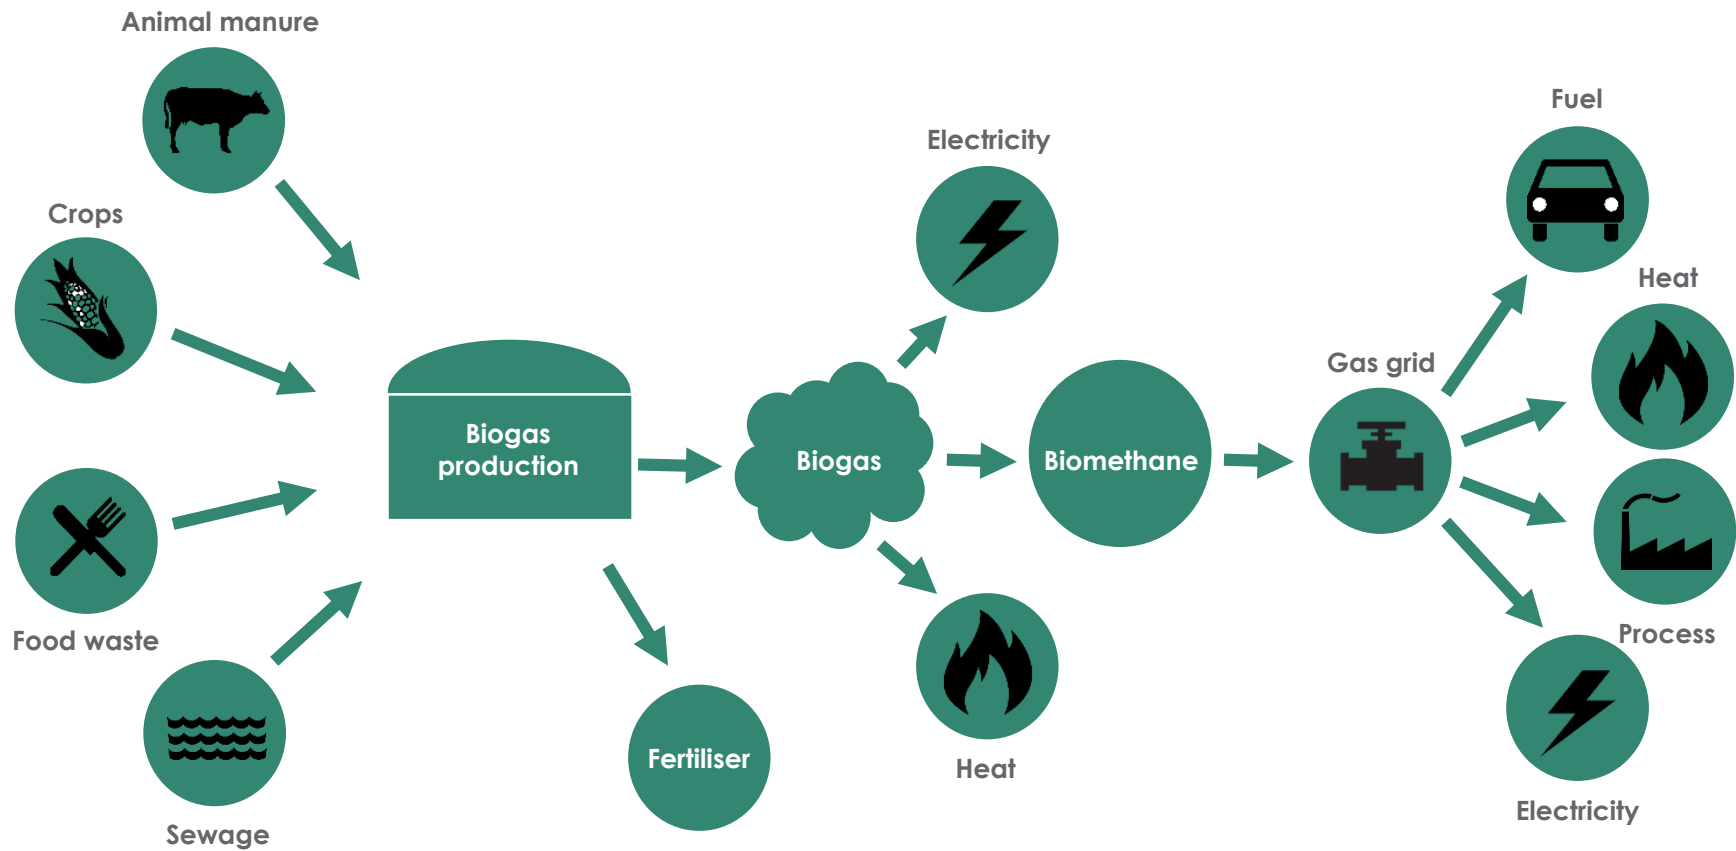 Animal manure
Crops
Food waste
Sewage
Biogas
production
Fertiliser
Biogas
Electricity
Heat
Biomethane
Gas grid
Fuel
Heat
Process
Electricity